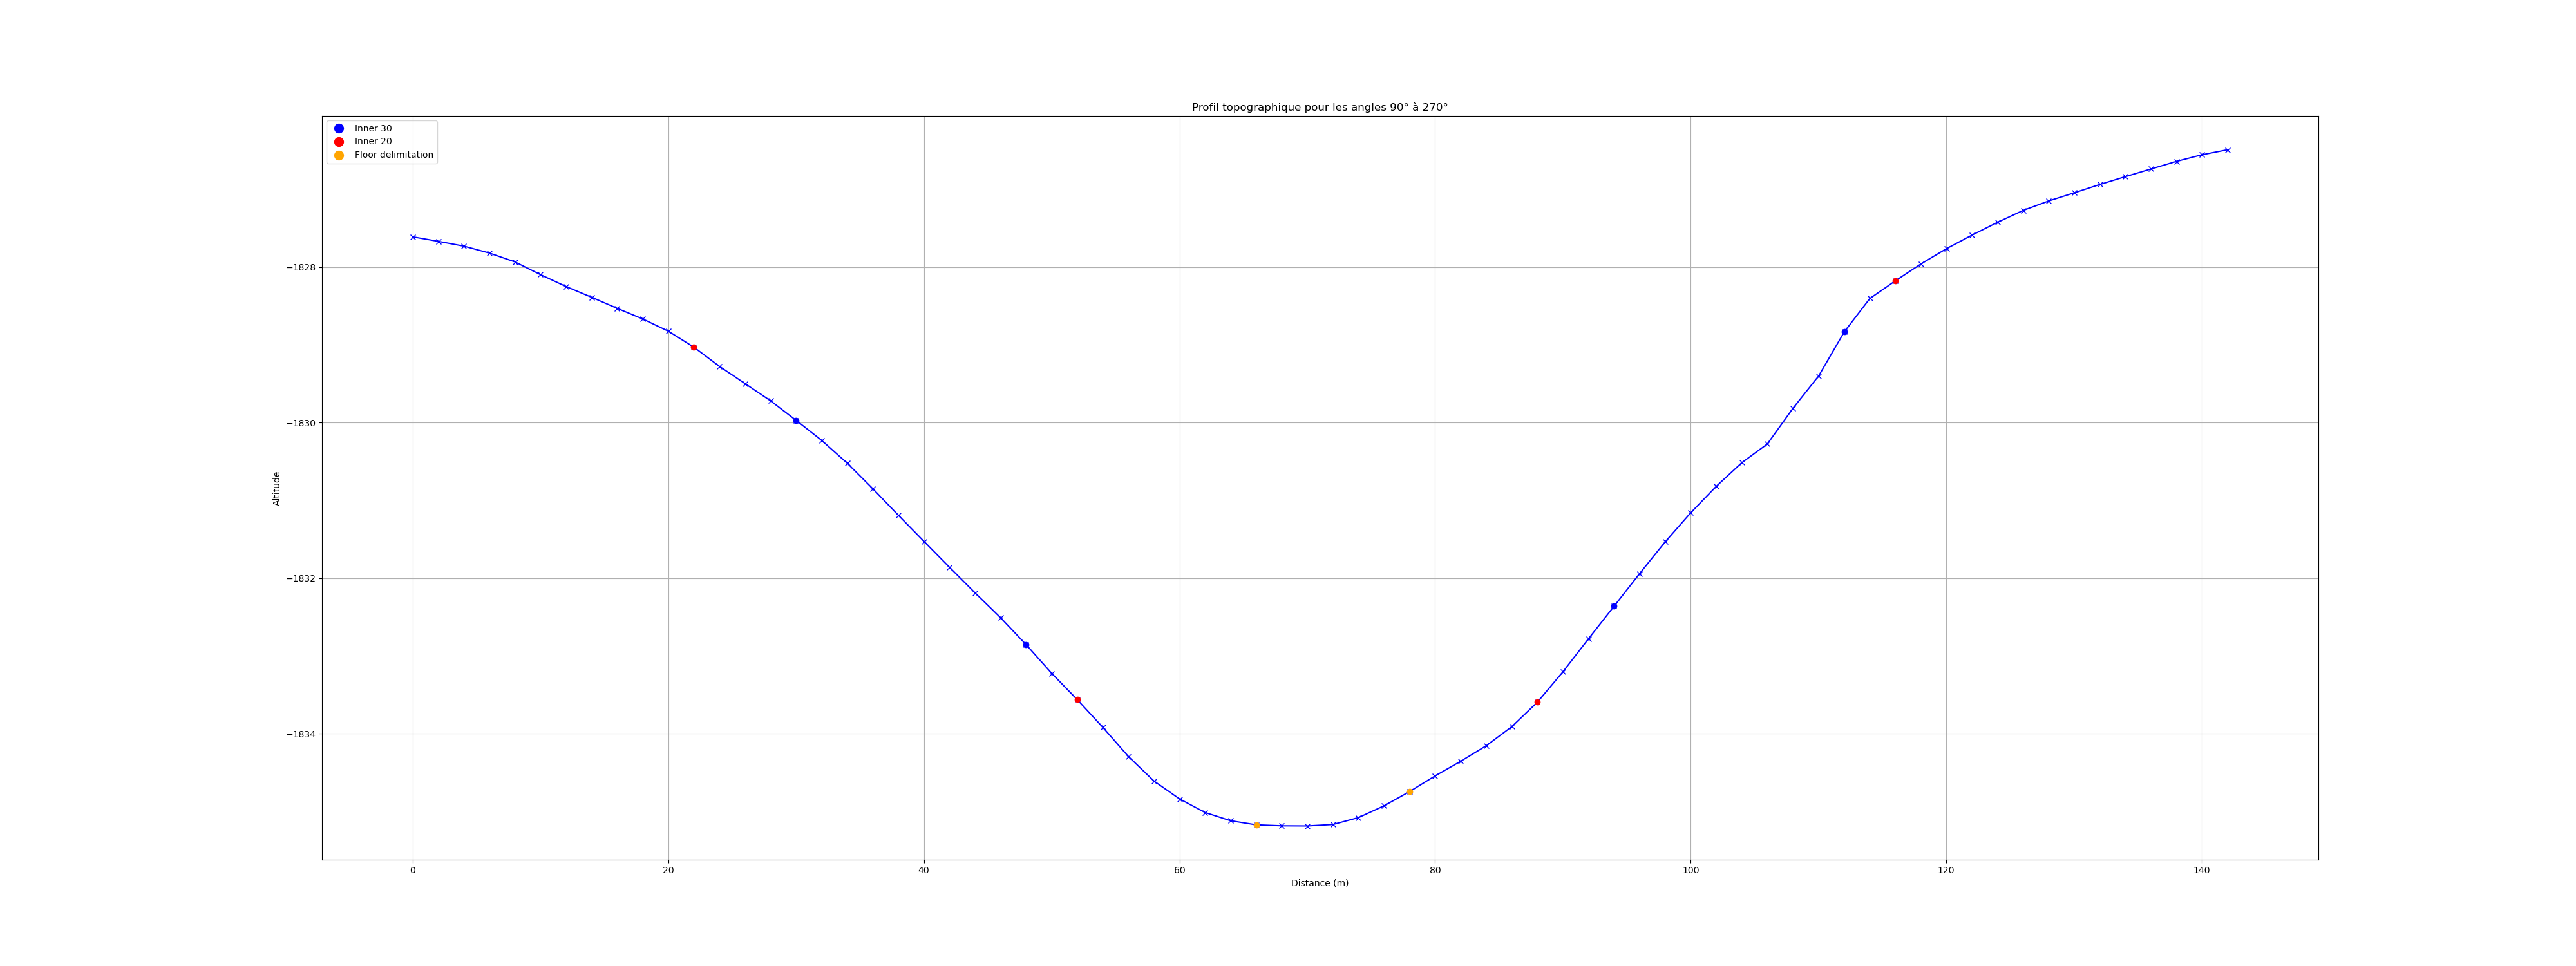 Profil topographique pour les angles 90° à 270°
Inner 30
Inner 20
Floor delimitation
Altitude
−1828
−1830
−1832
−1834
0
20
40
60
80
100
120
140
Distance (m)